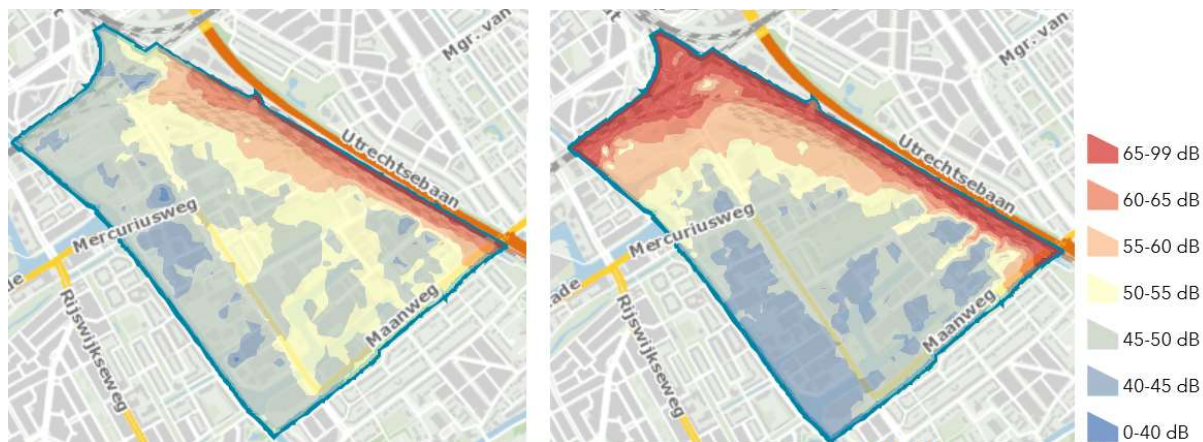 Mgr. van
Utrechtsebaan
Mercuriusweg
Maanweg
de
Rijswijkseweg
Mgr. van
Utrechtsebaan
Mercuriusweg
Maanweg
ade
Rijswijkseweg
65-99 dB
60-65 dB
55-60 dB
50-55 dB
45-50 dB
40-45 dB
0-40 dB